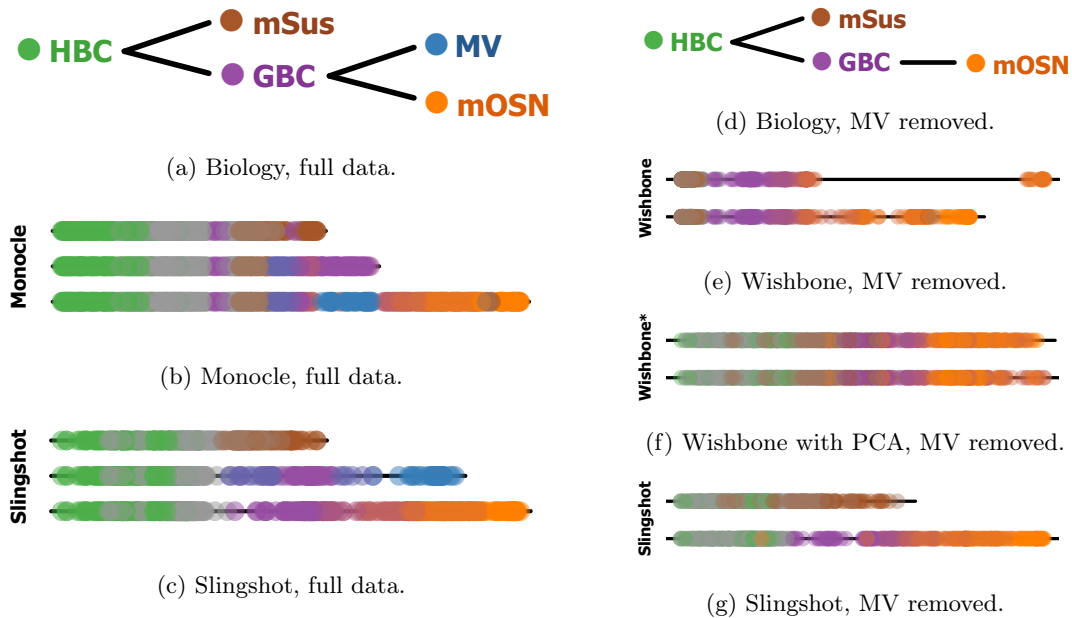 mSus
HBC
MV
GBC
mOSN
(a) Biology, full data.
Monocle
(b) Monocle, full data.
Slingshot
(c) Slingshot, full data.
mSus
HBC
GBC
mOSN
(d) Biology, MV removed.
Wishbone
(e) Wishbone, MV removed.
Wishbone*
(f) Wishbone with PCA, MV removed.
Slingshot
(g) Slingshot, MV removed.